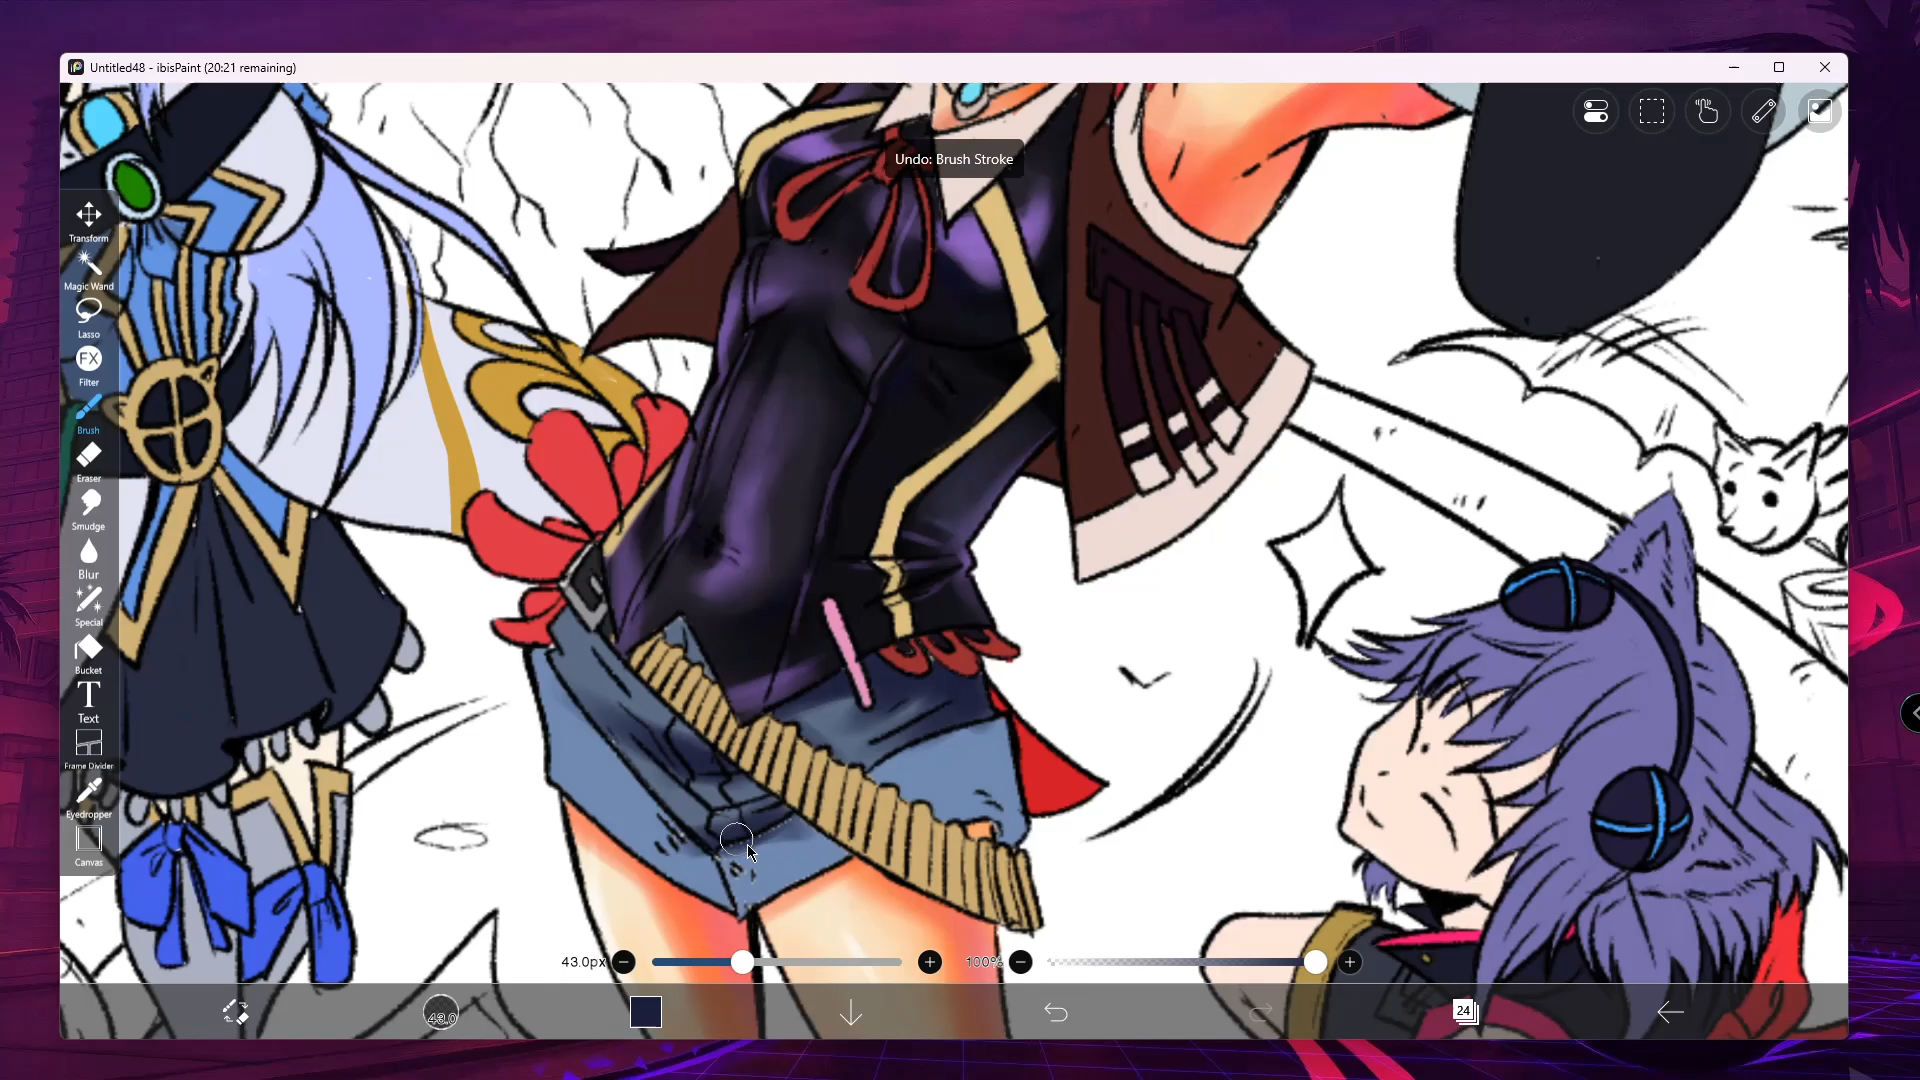 Untitled48 - ibisPaint (20:21 remaining)
Undo: Brush Stroke
Transform
Magic Wand
Lasso
FX
Filter
Brush
Eraser
Smudge
Blur
Special
Bucket
T
Text
Frame Divider
Eyedropper
Canvas
43.0px
100%
43.0
24